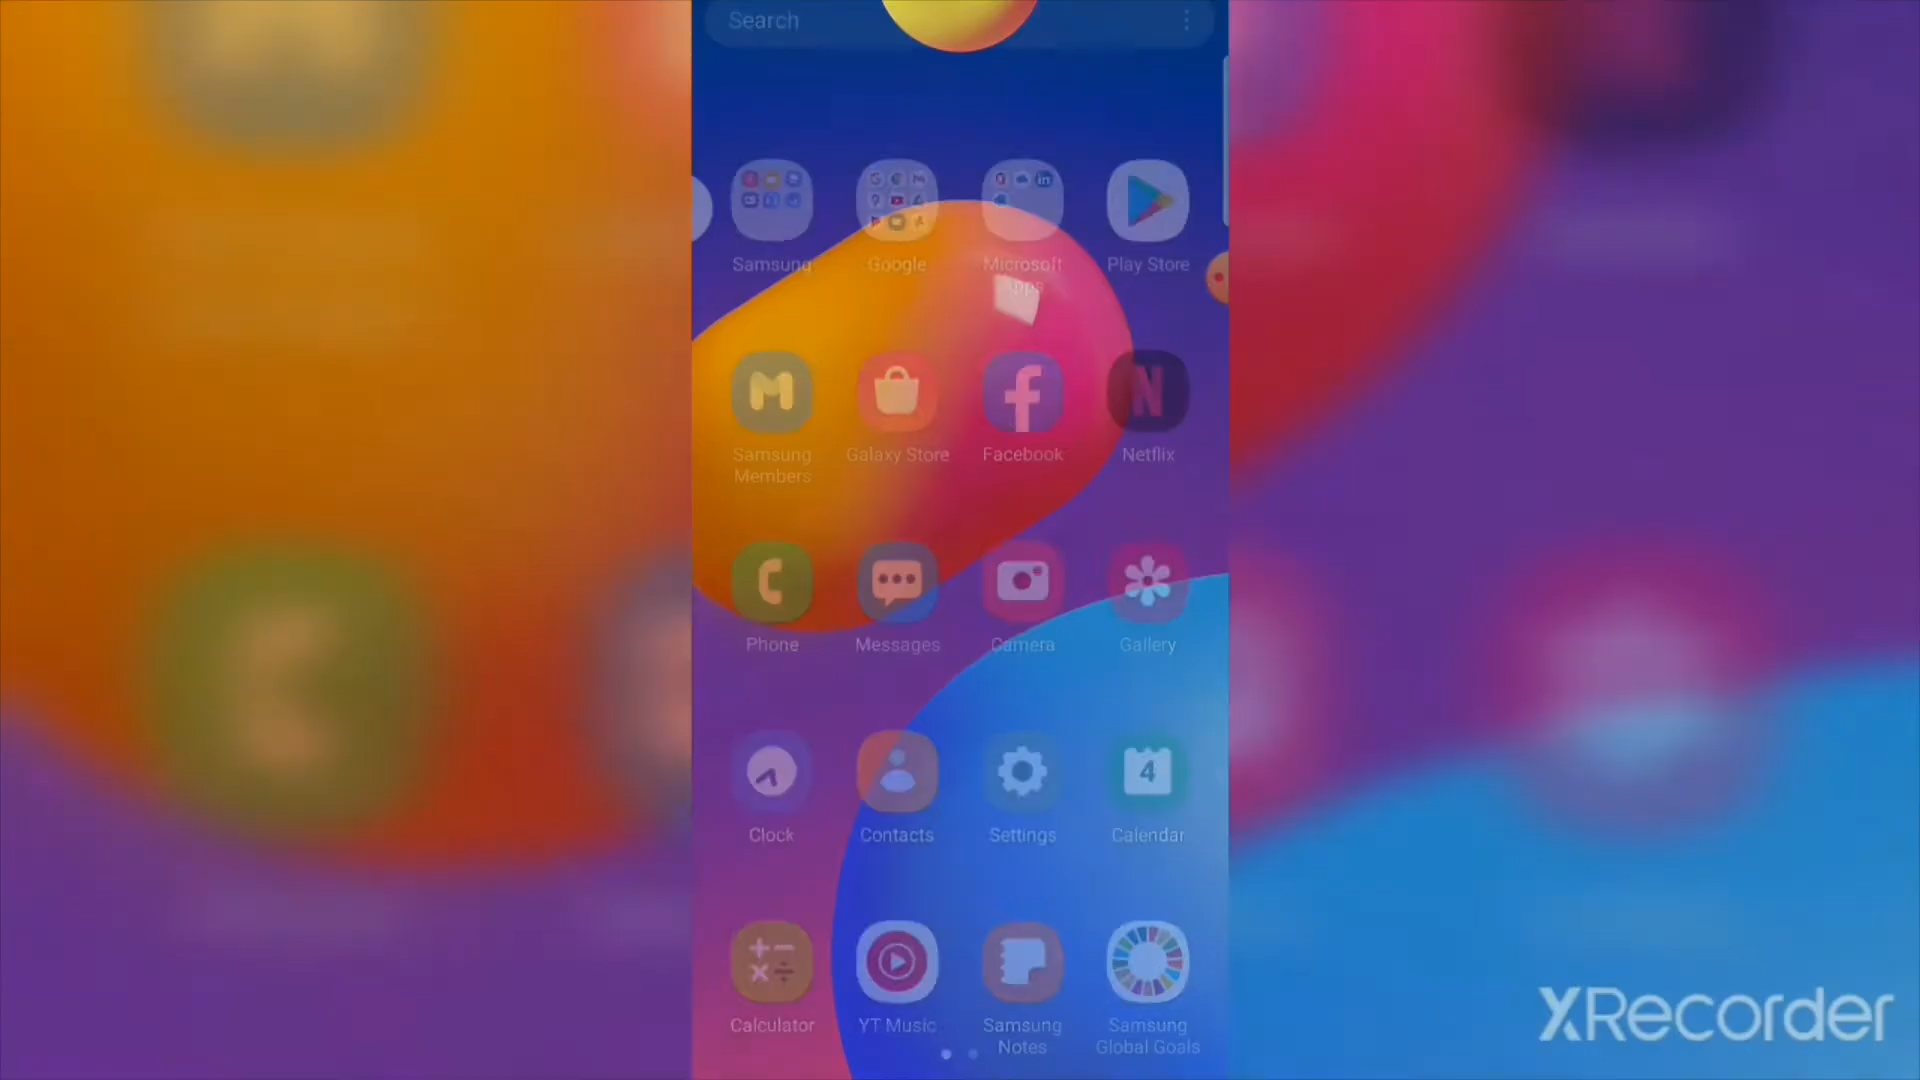 Search
Samsung
Google
Microsoft
Apps
Play Store
Samsung
Members
Galaxy Store
Facebook
Netflix
Phone
Messages
Camera
Gallery
4
Clock
Contacts
Settings
Calendar
Calculator
YT Music
Samsung
Notes
Samsung
Global Goals
XRecorder